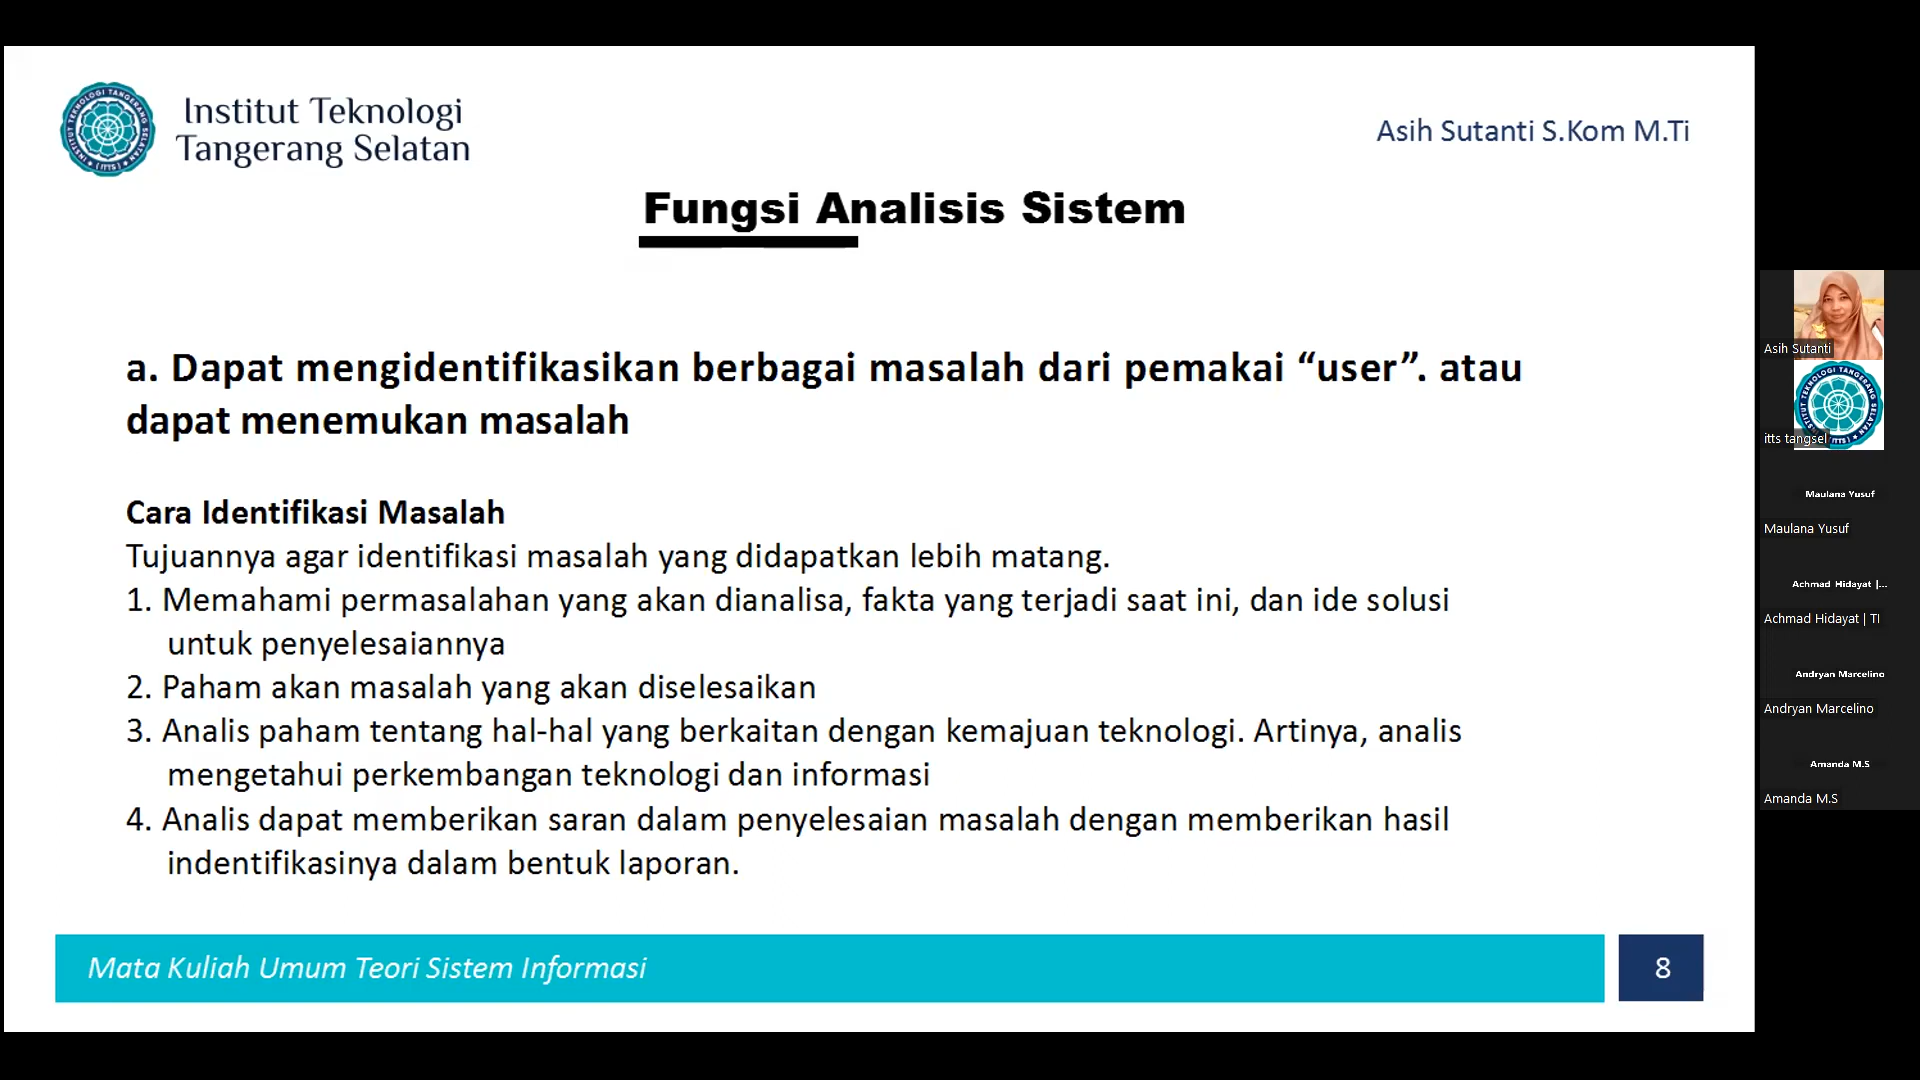 Institut Teknologi
Tangerang Selatan
Asih Sutanti S.Kom M.Ti
Fungsi Analisis Sistem
a. Dapat mengidentifikasikan berbagai masalah dari pemakai “user”. atau
dapat menemukan masalah
Cara Identifikasi Masalah
Tujuannya agar identifikasi masalah yang didapatkan lebih matang.
1. Memahami permasalahan yang akan dianalisa, fakta yang terjadi saat ini, dan ide solusi
untuk penyelesaiannya
2. Paham akan masalah yang akan diselesaikan
3. Analis paham tentang hal-hal yang berkaitan dengan kemajuan teknologi. Artinya, analis
mengetahui perkembangan teknologi dan informasi
4. Analis dapat memberikan saran dalam penyelesaian masalah dengan memberikan hasil
indentifikasinya dalam bentuk laporan.
Mata Kuliah Umum Teori Sistem Informasi
8
Asih Sutanti
INSTITUT TEKNOLOGI TANGERANG SELATAN
(ITTS)
itts tangsel
Maulana Yusuf
Maulana Yusuf
Achmad Hidayat |...
Achmad Hidayat | TI
Andryan Marcelino
Andryan Marcelino
Amanda M.S
Amanda M.S